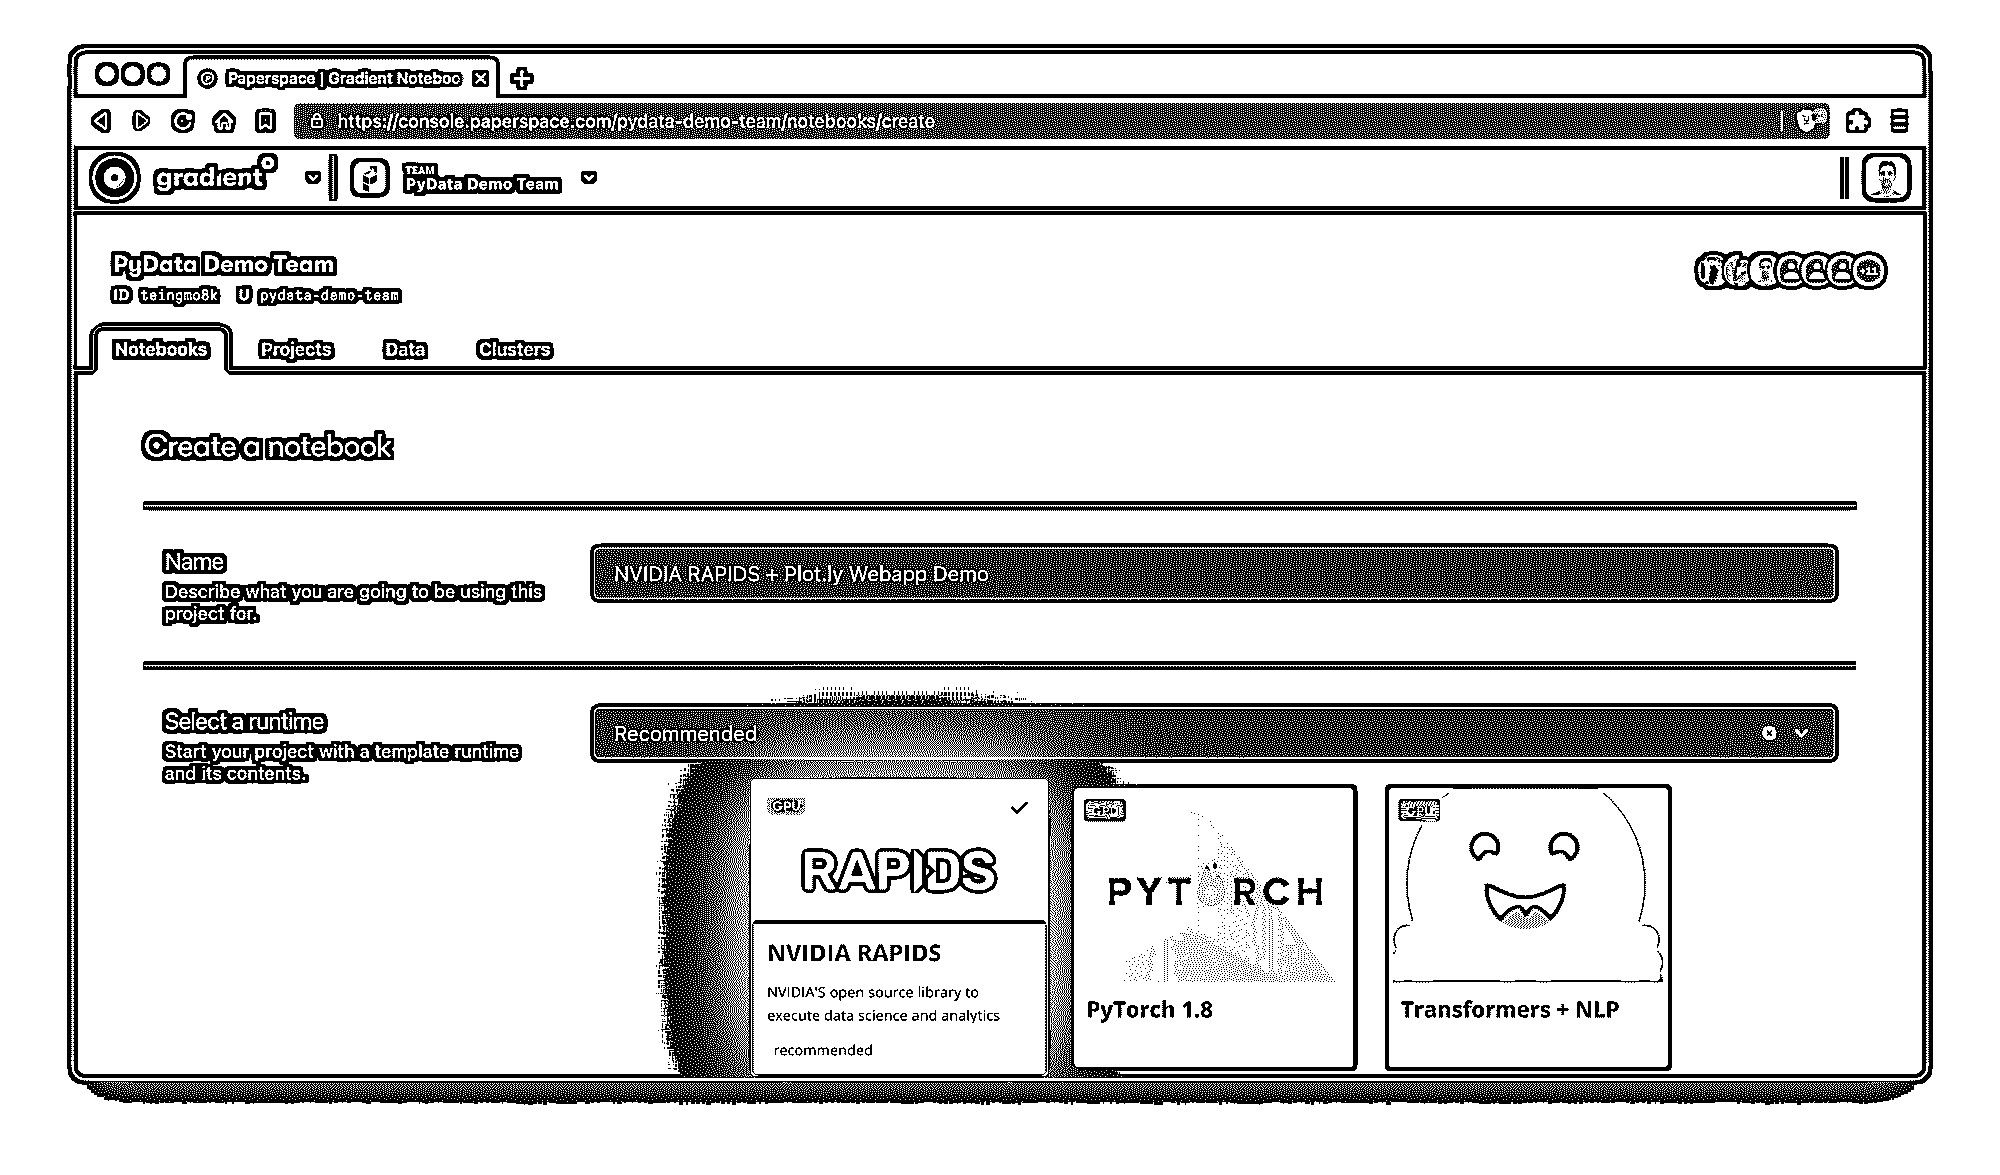 Paperspace | Gradient Noteboo
https://console.paperspace.com/pydata-demo-team/notebooks/create
gradient
TEAM
PyData Demo Team
PyData Demo Team
ID teingmo8k U pydata-demo-team
Notebooks Projects Data Clusters
Create a notebook
Name
Describe what you are going to be using this
project for.
NVIDIA RAPIDS + Plot.ly Webapp Demo
Select a runtime
Start your project with a template runtime
and its contents.
Recommended
GPU
RAPIDS
NVIDIA RAPIDS
NVIDIA'S open source library to
execute data science and analytics
recommended
GPU
PYTORCH
PyTorch 1.8
GPU
Transformers + NLP